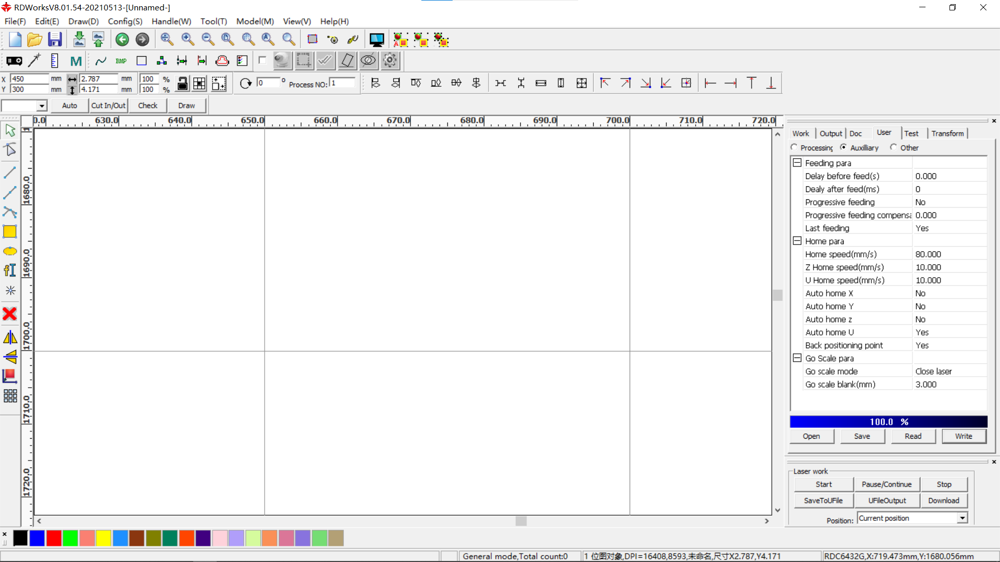 RDWorksV8.01.54-20210513-[Unnamed-]
File(F) Edit(E) Draw(D) Config(S) Handle(W) Tool(T) Model(M) View(V) Help(H)
A
M BMP
X 450 mm 2.787 mm 100 % 0 ° Process NO: 1
Y 300 mm 4.171 mm 100 %
Auto Cut In/Out Check Draw
0.0 630.0 640.0 650.0 660.0 670.0 680.0 690.0 700.0 710.0 720.0
1680.0
1690.0
1700.0
1710.0
1720.0
Work Output Doc User Test Transform
Processing Auxilliary Other
Feeding para
Delay before feed(s) 0.000
Dealy after feed(ms) 0
Progressive feeding No
Progressive feeding compensa 0.000
Last feeding Yes
Home para
Home speed(mm/s) 80.000
Z Home speed(mm/s) 10.000
U Home speed(mm/s) 10.000
Auto home X No
Auto home Y No
Auto home z No
Auto home U Yes
Back positioning point Yes
Go Scale para
Go scale mode Close laser
Go scale blank(mm) 3.000
100.0 %
Open Save Read Write
Laser work
Start Pause/Continue Stop
SaveToUFile UFileOutput Download
Position: Current position
General mode,Total count:0 1 位图对象,DPI=16408,8593,未命名,尺寸X2.787,Y4.171 RDC6432G,X:719.473mm,Y:1680.056mm